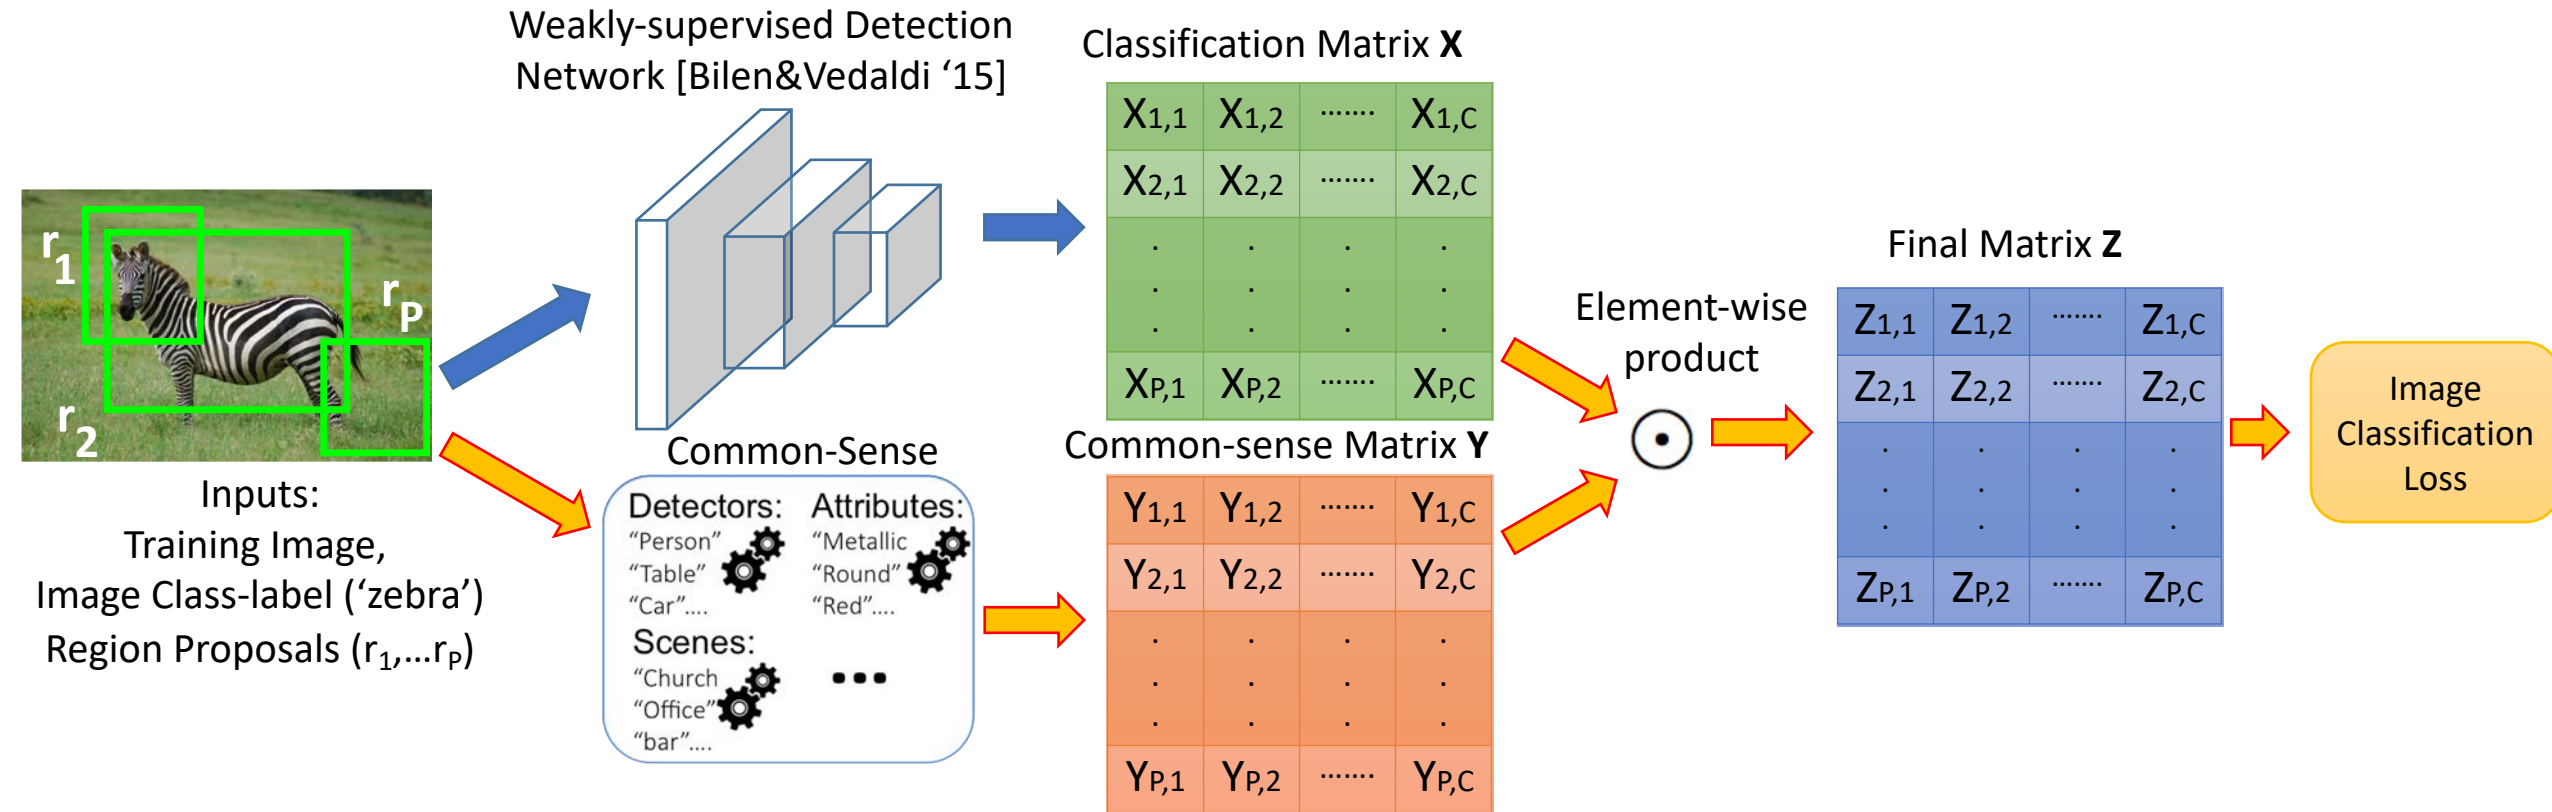 Weakly-supervised Detection
Network [Bilen&Vedaldi ‘15]
Classification Matrix X
X1,1 X1,2 ....... X1,C
X2,1 X2,2 ....... X2,C
. . . .
. . . .
. . . .
XP,1 XP,2 ....... XP,C
r1
r2
rP
Inputs:
Training Image,
Image Class-label (‘zebra’)
Region Proposals (r1,...rP)
Common-Sense
Detectors:
“Person”
“Table”
“Car”....
Attributes:
“Metallic
“Round”
“Red”....
Scenes:
“Church
“Office”
“bar”....
...
Common-sense Matrix Y
Y1,1 Y1,2 ....... Y1,C
Y2,1 Y2,2 ....... Y2,C
. . . .
. . . .
. . . .
YP,1 YP,2 ....... YP,C
Element-wise
product
Final Matrix Z
Z1,1 Z1,2 ....... Z1,C
Z2,1 Z2,2 ....... Z2,C
. . . .
. . . .
. . . .
ZP,1 ZP,2 ....... ZP,C
Image
Classification
Loss